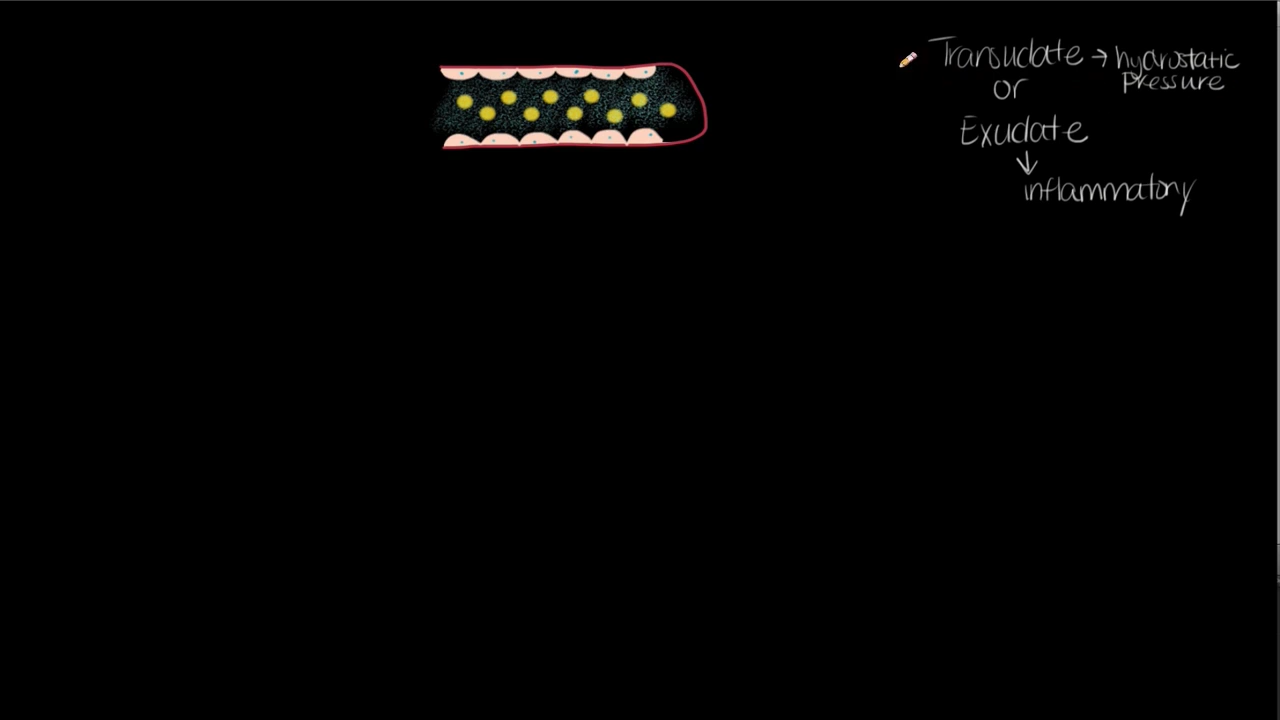 Transudate → hydrostatic
pressure
or
Exudate
↓
inflammatory